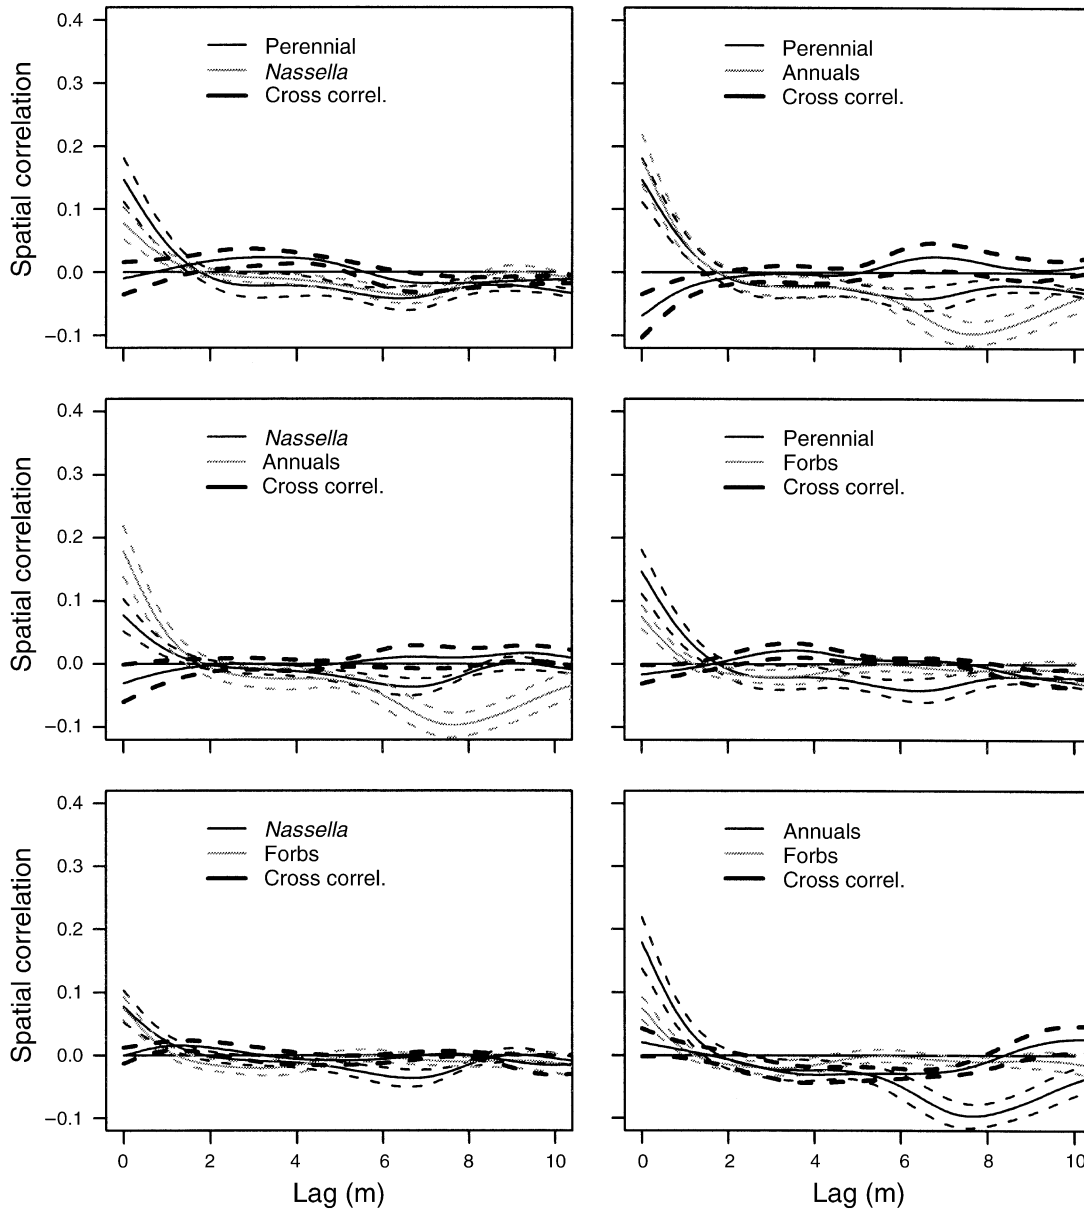 0.4
0.3
0.2
0.1
0.0
−0.1
Spatial correlation
Perennial
Nassella
Cross correl.
Perennial
Annuals
Cross correl.
0.4
0.3
0.2
0.1
0.0
−0.1
Spatial correlation
Nassella
Annuals
Cross correl.
Perennial
Forbs
Cross correl.
0.4
0.3
0.2
0.1
0.0
−0.1
Spatial correlation
Nassella
Forbs
Cross correl.
Annuals
Forbs
Cross correl.
0 2 4 6 8 10
Lag (m)
0 2 4 6 8 10
Lag (m)